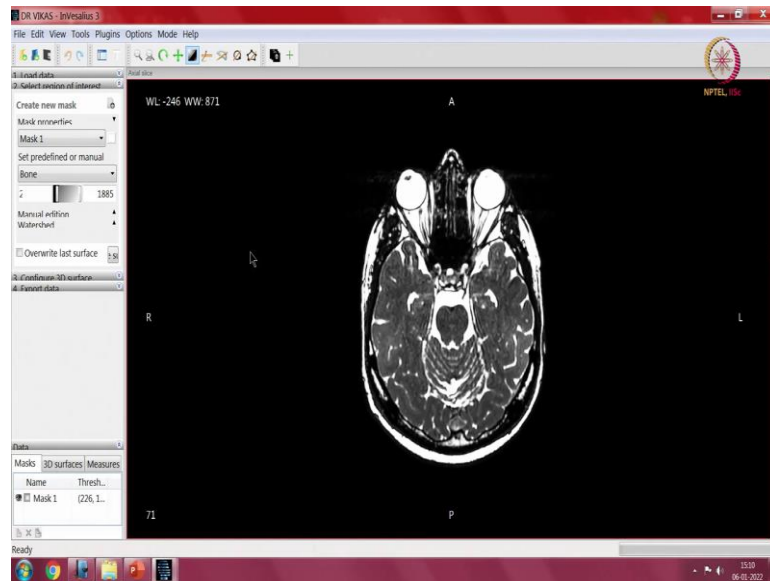 DR VIKAS - InVesalius 3
File Edit View Tools Plugins Options Mode Help
1. Load data
Axial slice
2. Select region of interest
NPTEL, IISc
Create new mask
WL: -246 WW: 871
A
Mask properties
Mask 1
Set predefined or manual
Bone
1885
Manual edition
Watershed
Overwrite last surface
3. Configure 3D surface
4. Export data
R
L
Data
Masks 3D surfaces Measures
Name Thresh..
Mask 1 (226, 1...
71
P
Ready
15:10
06-01-2022